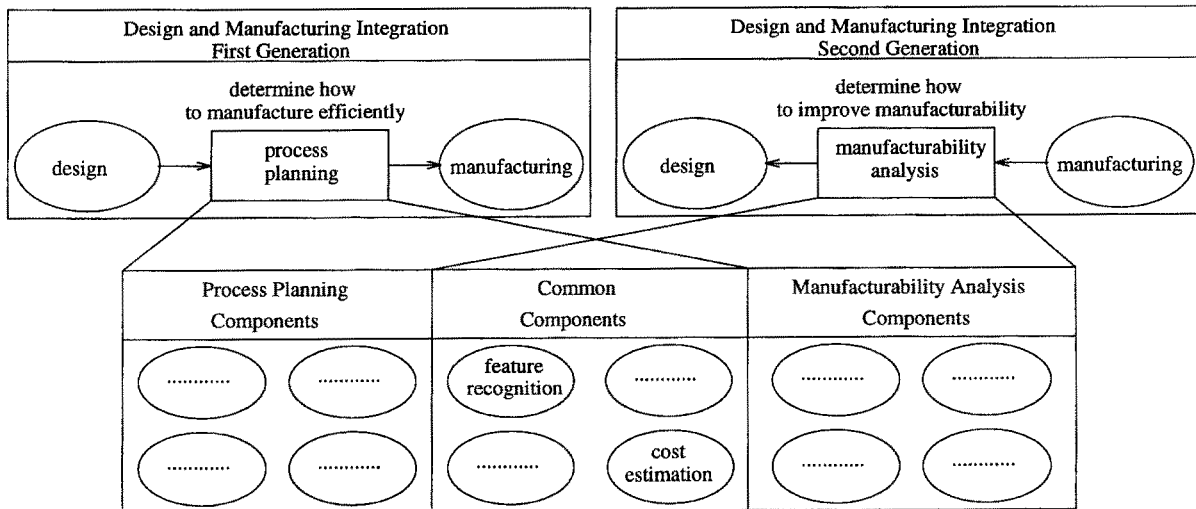 Design and Manufacturing Integration
First Generation
determine how
to manufacture efficiently
design
process
planning
manufacturing
Design and Manufacturing Integration
Second Generation
determine how
to improve manufacturability
design
manufacturability
analysis
manufacturing
Process Planning
Components
Common
Components
Manufacturability Analysis
Components
............
............
feature
recognition
............
............
............
............
............
............
cost
estimation
............
............